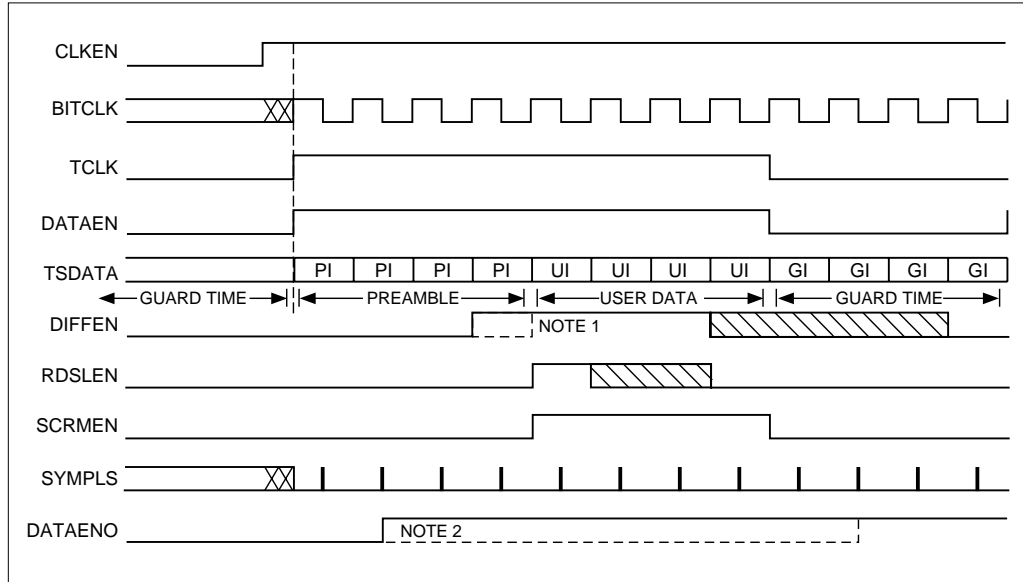 CLKEN
BITCLK
TCLK
DATAEN
TSDATA PI PI PI PI UI UI UI UI GI GI GI GI
GUARD TIME PREAMBLE USER DATA GUARD TIME
DIFFEN NOTE 1
RDSLEN
SCRMEN
SYMPLS
DATAENO NOTE 2